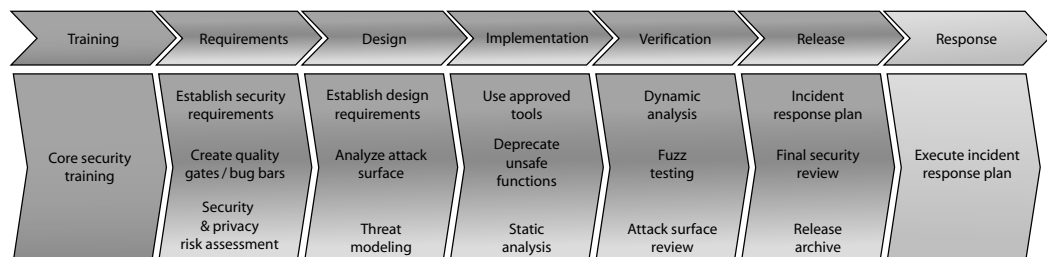 Training
Requirements
Design
Implementation
Verification
Release
Response
Core security
training
Establish security
requirements
Create quality
gates / bug bars
Security
& privacy
risk assessment
Establish design
requirements
Analyze attack
surface
Threat
modeling
Use approved
tools
Deprecate
unsafe
functions
Static
analysis
Dynamic
analysis
Fuzz
testing
Attack surface
review
Incident
response plan
Final security
review
Release
archive
Execute incident
response plan